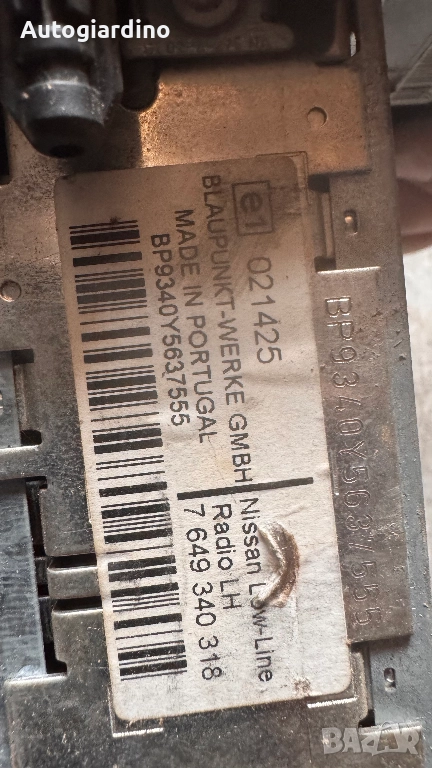 Autogiardino
e1 021425
BLAUPUNKT-WERKE GMBH
MADE IN PORTUGAL
BP9340Y5637555
Nissan Low-Line
Radio LH
7 649 340 318
BP9340Y5637555
BAZAR